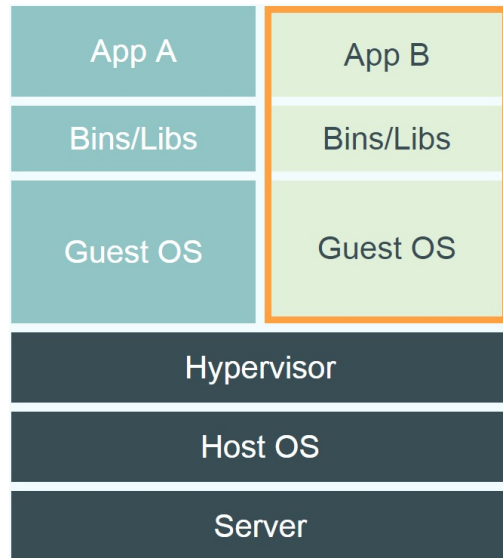 App A
Bins/Libs
Guest OS
App B
Bins/Libs
Guest OS
Hypervisor
Host OS
Server